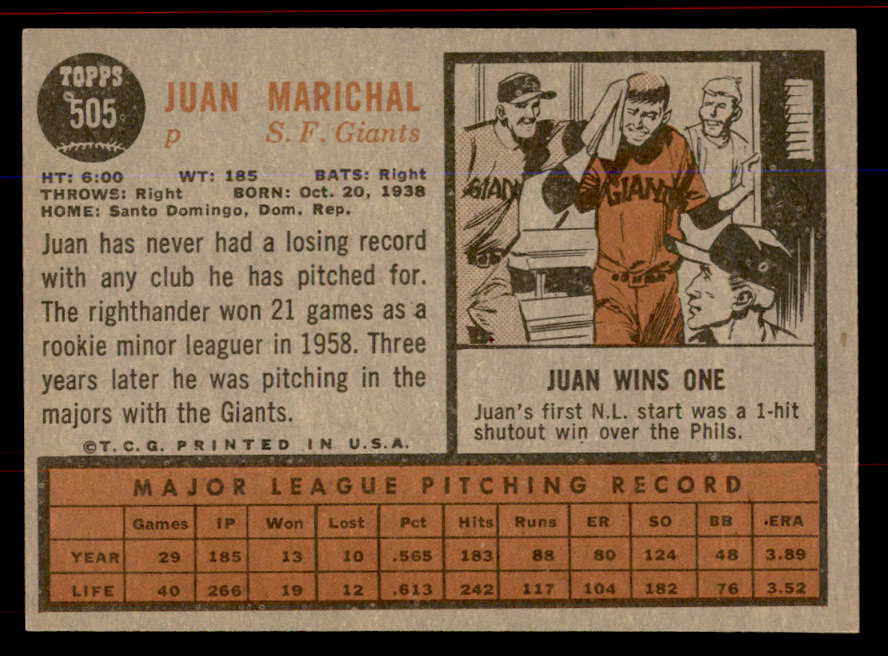 TOPPS
505
JUAN MARICHAL
p S. F. Giants
HT: 6:00 WT: 185 BATS: Right
THROWS: Right BORN: Oct. 20, 1938
HOME: Santo Domingo, Dom. Rep.
Juan has never had a losing record
with any club he has pitched for.
The righthander won 21 games as a
rookie minor leaguer in 1958. Three
years later he was pitching in the
majors with the Giants.
©T. C. G. PRINTED IN U.S.A.
GIAN
GIANT
JUAN WINS ONE
Juan's first N.L. start was a 1-hit
shutout win over the Phils.
MAJOR LEAGUE PITCHING RECORD
Games IP Won Lost Pct Hits Runs ER SO BB ERA
YEAR 29 185 13 10 .565 183 88 80 124 48 3.89
LIFE 40 266 19 12 .613 242 117 104 182 76 3.52